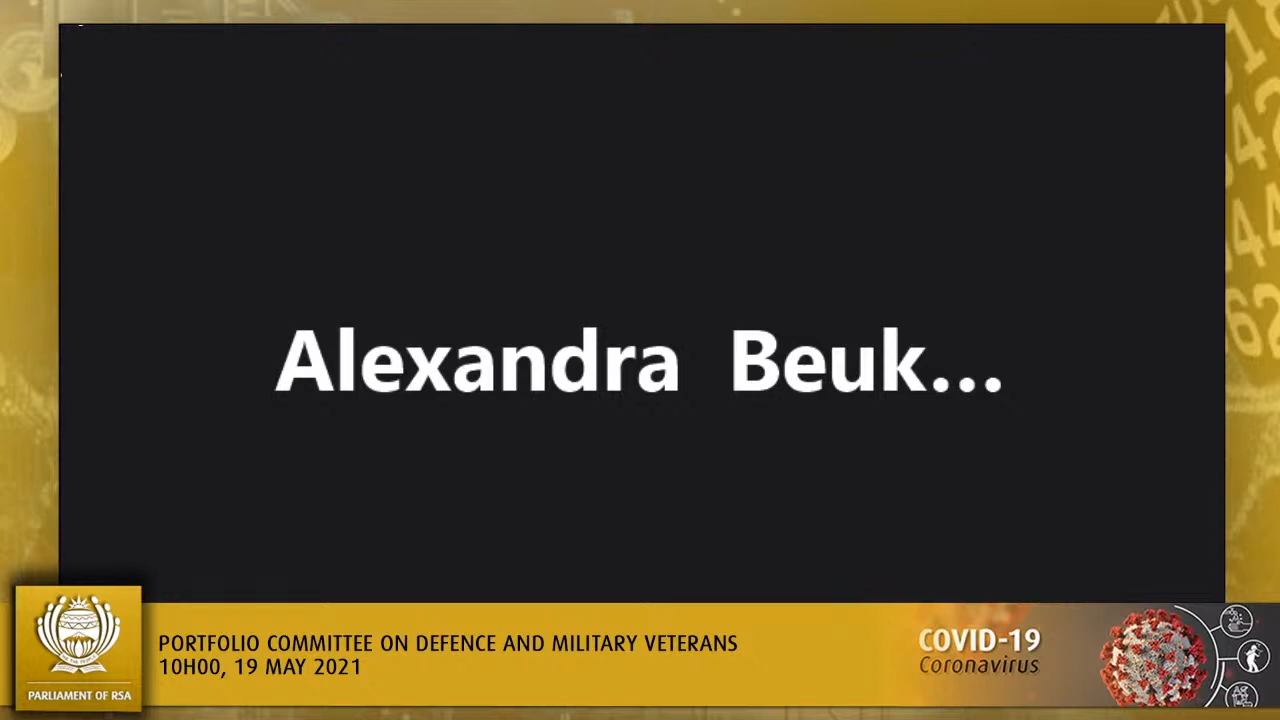 Alexandra Beuk...
PORTFOLIO COMMITTEE ON DEFENCE AND MILITARY VETERANS
10H00, 19 MAY 2021
PARLIAMENT OF RSA
COVID-19
Coronavirus